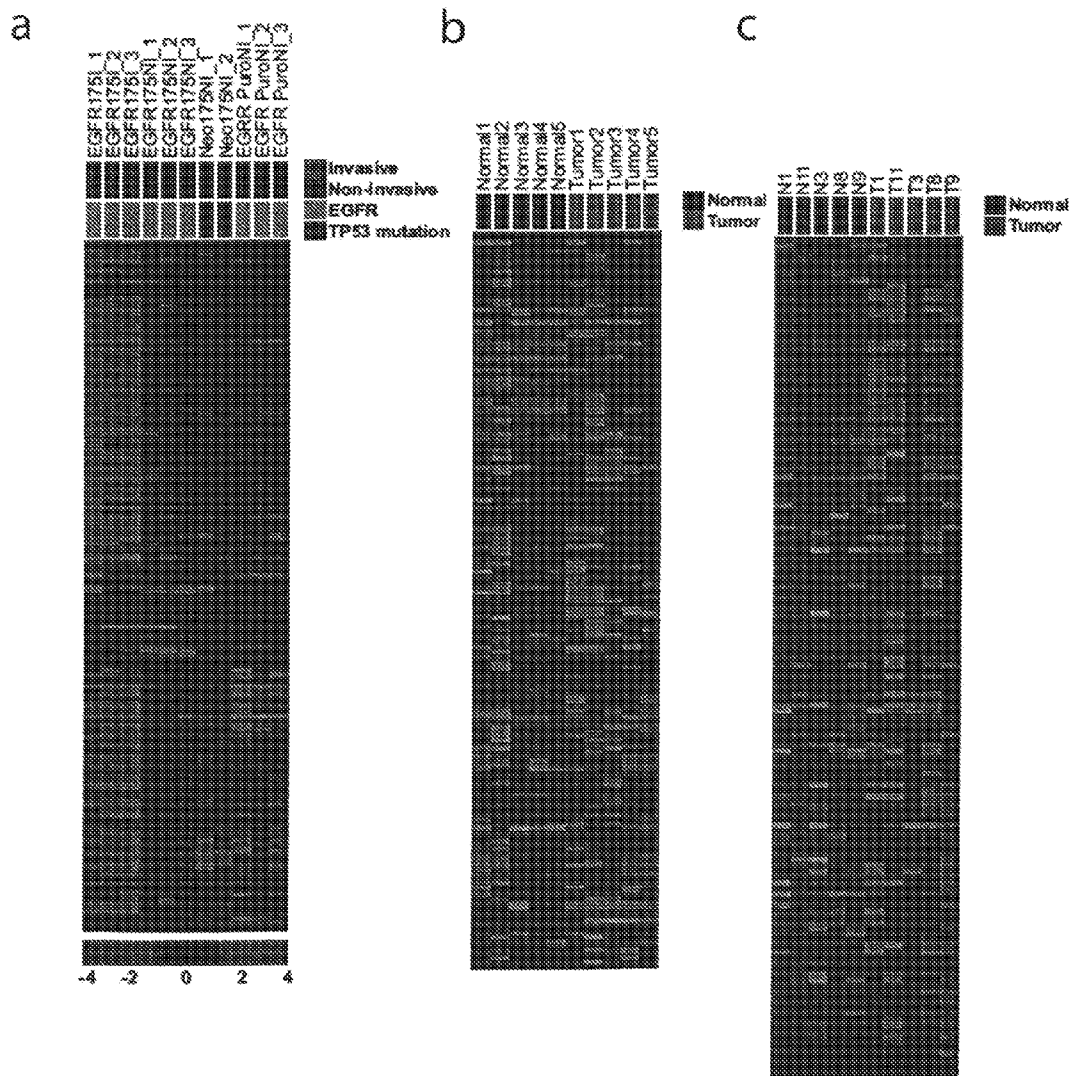 a
EGFR175I_1
EGFR175I_2
EGFR175I_3
EGFR175NI_1
EGFR175NI_2
EGFR175NI_3
Neo175NI_1
Neo175NI_2
EGRR PuroNI_1
EGFR PuroNI_2
EGFR PuroNI_3
Invasive
Non-Invasive
EGFR
TP53 mutation
-4 -2 0 2 4
b
Normal1
Normal2
Normal3
Normal4
Normal5
Tumor1
Tumor2
Tumor3
Tumor4
Tumor5
Normal
Tumor
c
N1
N11
N3
N8
N9
T1
T11
T3
T8
T9
Normal
Tumor